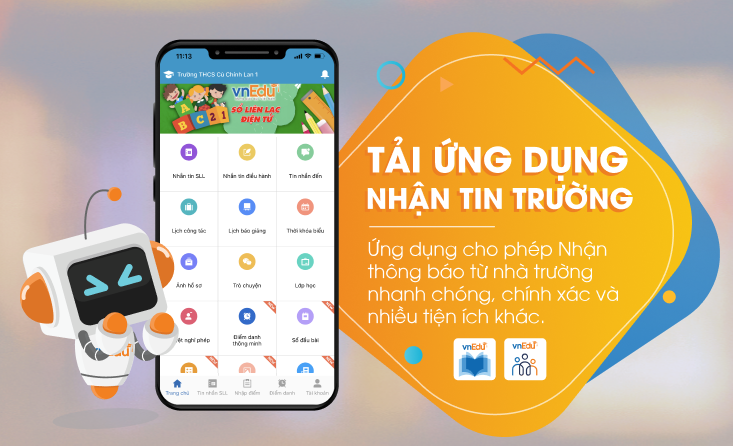 11:13
Trường THCS Cù Chính Lan 1
vnEdu
SỔ LIÊN LẠC
ĐIỆN TỬ
A
B C 2 1
Nhắn tin SLL
Nhắn tin điều hành
Tin nhắn đến
Lịch công tác
Lịch báo giảng
Thời khóa biểu
Ảnh hồ sơ
Trò chuyện
Lớp học
ệt nghỉ phép
Điểm danh
thông minh
Sổ đầu bài
Trang chủ
Tin nhắn SLL
Nhập điểm
Điểm danh
Tài khoản
vnEdu
TẢI ỨNG DỤNG
NHẬN TIN TRƯỜNG
Ứng dụng cho phép Nhận
thông báo từ nhà trường
nhanh chóng, chính xác và
nhiều tiện ích khác.
vnEdu
vnEdu